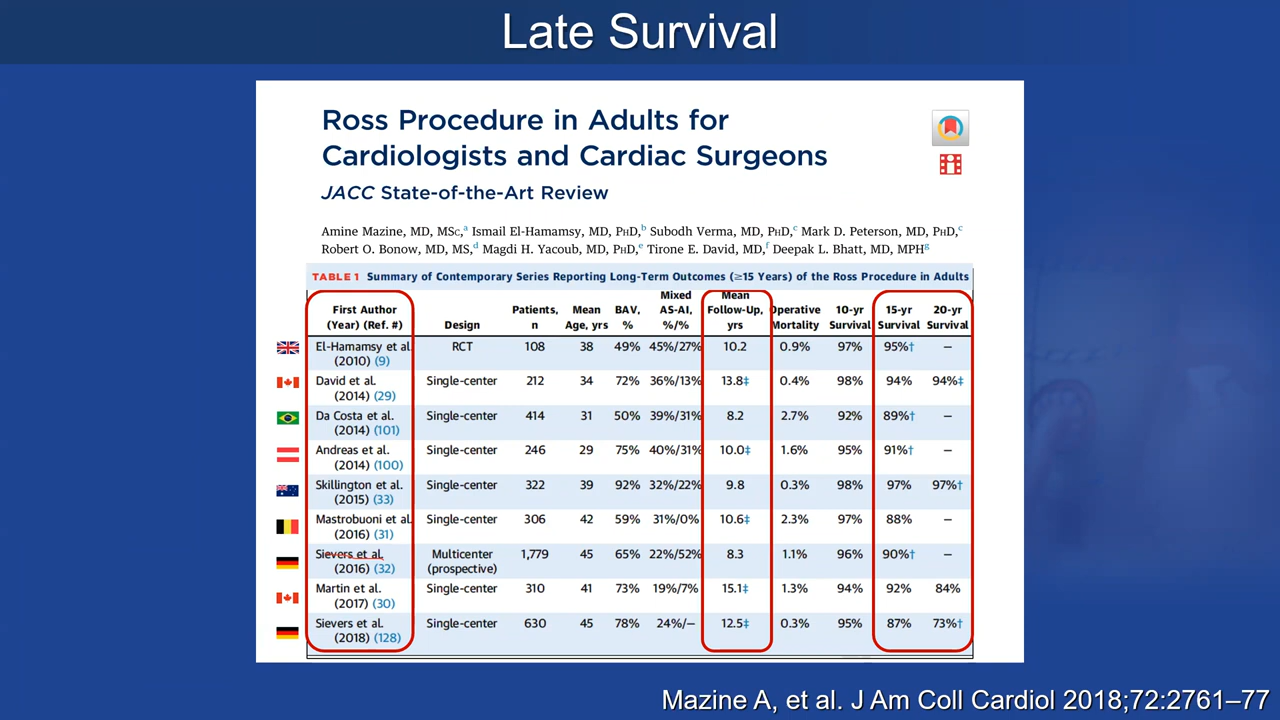 Late Survival
Ross Procedure in Adults for
Cardiologists and Cardiac Surgeons
JACC State-of-the-Art Review
Amine Mazine, MD, MSc,a Ismail El-Hamamsy, MD, PhD,b Subodh Verma, MD, PhD,c Mark D. Peterson, MD, PhD,c
Robert O. Bonow, MD, MS,d Magdi H. Yacoub, MD, PhD,e Tirone E. David, MD,f Deepak L. Bhatt, MD, MPHg
TABLE 1 Summary of Contemporary Series Reporting Long-Term Outcomes (≥15 Years) of the Ross Procedure in Adults
First Author (Year) (Ref. #) Design Patients, n Mean Age, yrs BAV, % Mixed AS-AI, %/% Mean Follow-Up, yrs Operative Mortality 10-yr Survival 15-yr Survival 20-yr Survival
El-Hamamsy et al. (2010) (9) RCT 108 38 49% 45%/27% 10.2 0.9% 97% 95%† –
David et al. (2014) (29) Single-center 212 34 72% 36%/13% 13.8‡ 0.4% 98% 94% 94%‡
Da Costa et al. (2014) (101) Single-center 414 31 50% 39%/31% 8.2 2.7% 92% 89%† –
Andreas et al. (2014) (100) Single-center 246 29 75% 40%/31% 10.0‡ 1.6% 95% 91%† –
Skillington et al. (2015) (33) Single-center 322 39 92% 32%/22% 9.8 0.3% 98% 97% 97%†
Mastrobuoni et al. (2016) (31) Single-center 306 42 59% 31%/0% 10.6‡ 2.3% 97% 88% –
Sievers et al. (2016) (32) Multicenter (prospective) 1,779 45 65% 22%/52% 8.3 1.1% 96% 90%† –
Martin et al. (2017) (30) Single-center 310 41 73% 19%/7% 15.1‡ 1.3% 94% 92% 84%
Sievers et al. (2018) (128) Single-center 630 45 78% 24%/– 12.5‡ 0.3% 95% 87% 73%†
Mazine A, et al. J Am Coll Cardiol 2018;72:2761–77